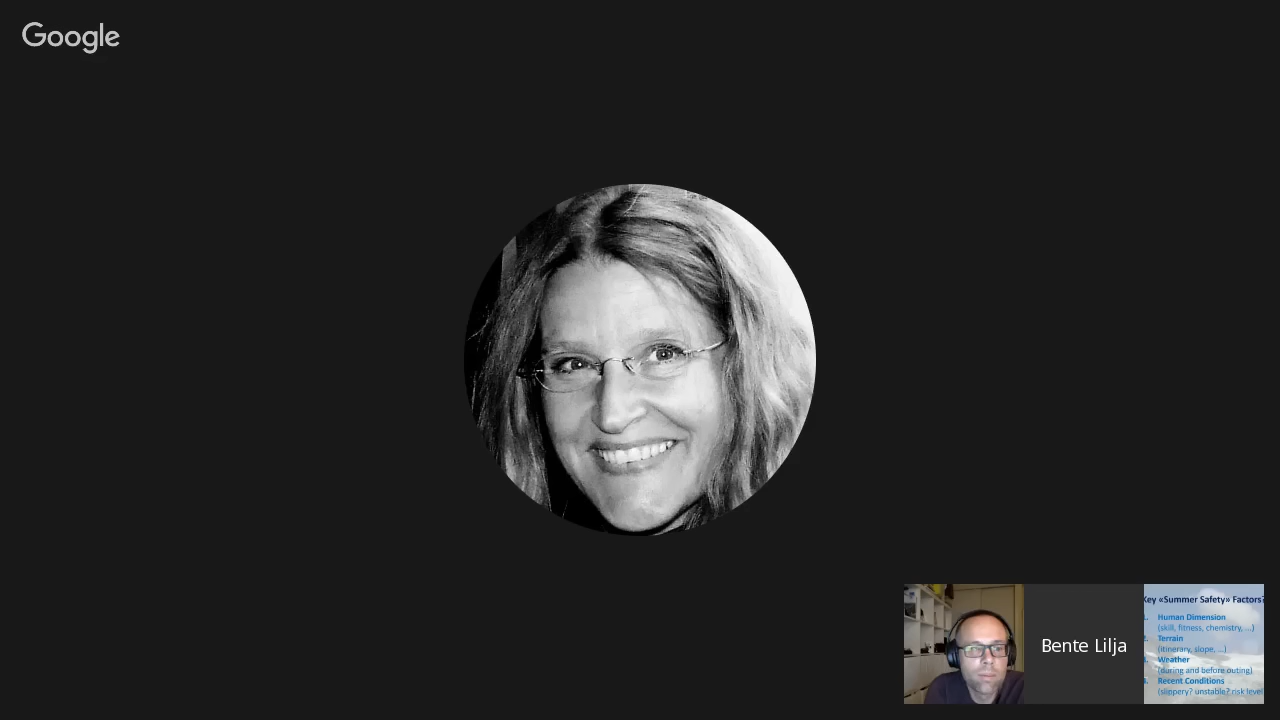 Google
Bente Lilja
Key «Summer Safety» Factors?
Human Dimension
(skill, fitness, chemistry, ...)
Terrain
(itinerary, slope, ...)
Weather
(during and before outing)
Recent Conditions
(slippery? unstable? risk level